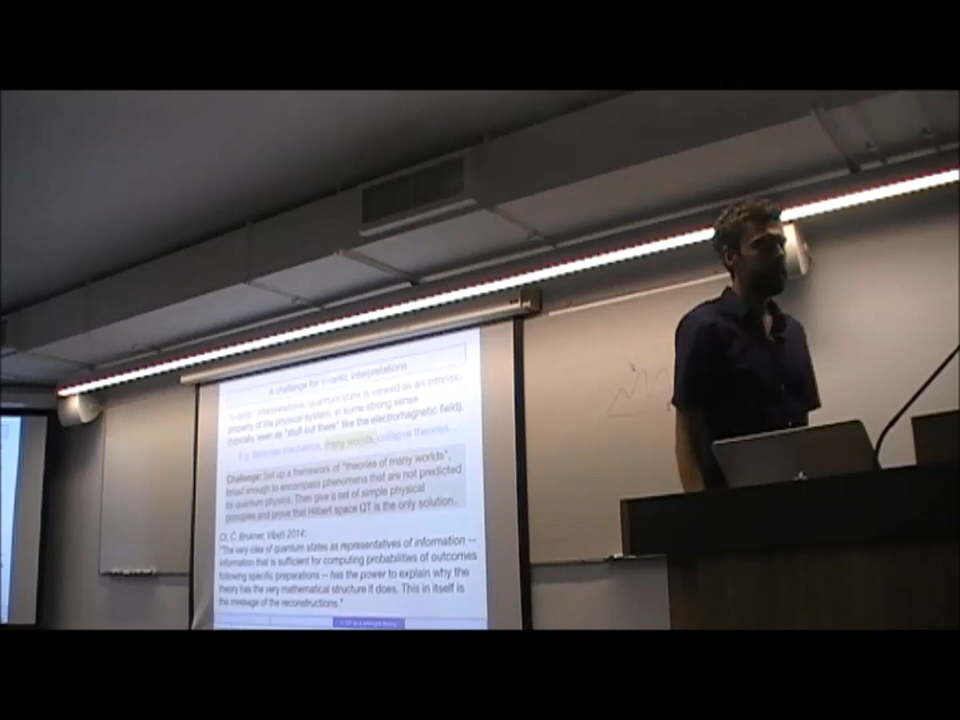 A challenge for ψ-ontic interpretations
interpretations: quantum state is viewed as an intrinsic
property of the physical system, in some strong sense
(typically, seen as "stuff out there" like the electromagnetic field).
E.g. Bohmian mechanics, many worlds, collapse theories...
Challenge: Set up a framework of "theories of many worlds",
broad enough to encompass phenomena that are not predicted
by quantum physics. Then give a set of simple physical
principles and prove that Hilbert space QT is the only solution.
Cf. Č. Brukner, Växjö 2014:
"The very idea of quantum states as representatives of information --
information that is sufficient for computing probabilities of outcomes
following specific preparations -- has the power to explain why the
theory has the very mathematical structure it does. This in itself is
the message of the reconstructions."